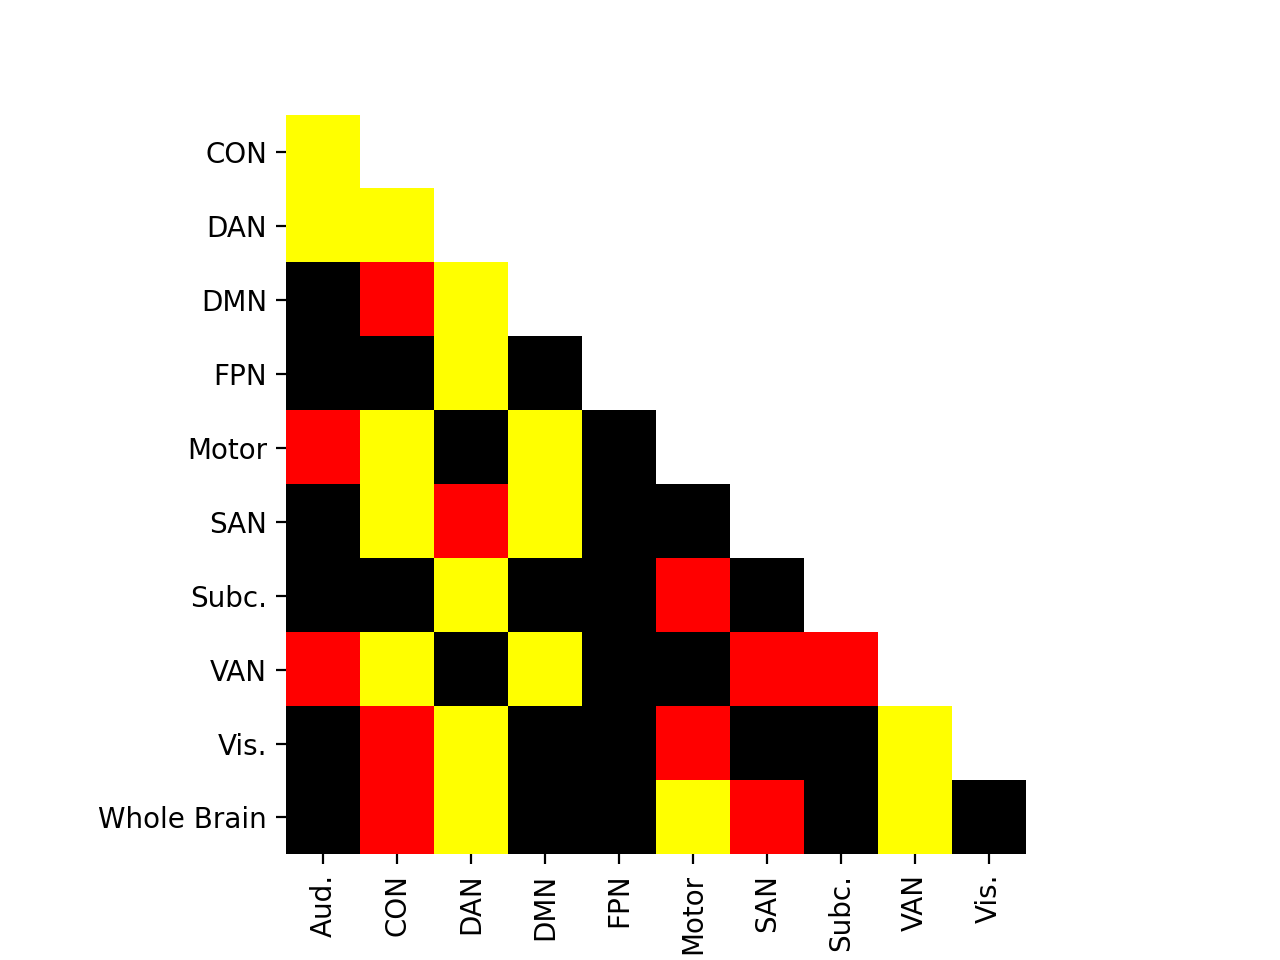 CON
DAN
DMN
FPN
Motor
SAN
Subc.
VAN
Vis.
Whole Brain
Aud.
CON
DAN
DMN
FPN
Motor
SAN
Subc.
VAN
Vis.